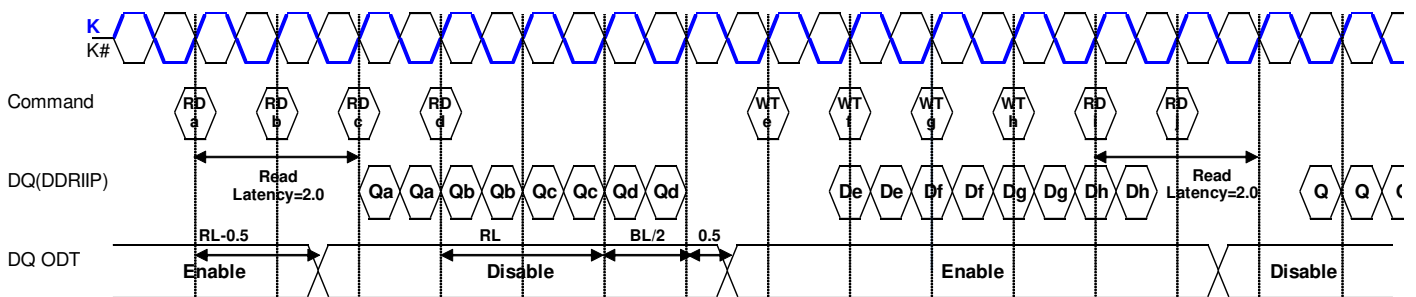 K
K#
Command
RD a
RD b
RD c
RD d
WT e
WT f
WT g
WT h
RD i
RD j
Read
Latency=2.0
Read
Latency=2.0
DQ(DDRIIP)
Qa Qa Qb Qb Qc Qc Qd Qd
De De Df Df Dg Dg Dh Dh
Q Q
DQ ODT
RL-0.5
RL
BL/2
0.5
Enable
Disable
Enable
Disable